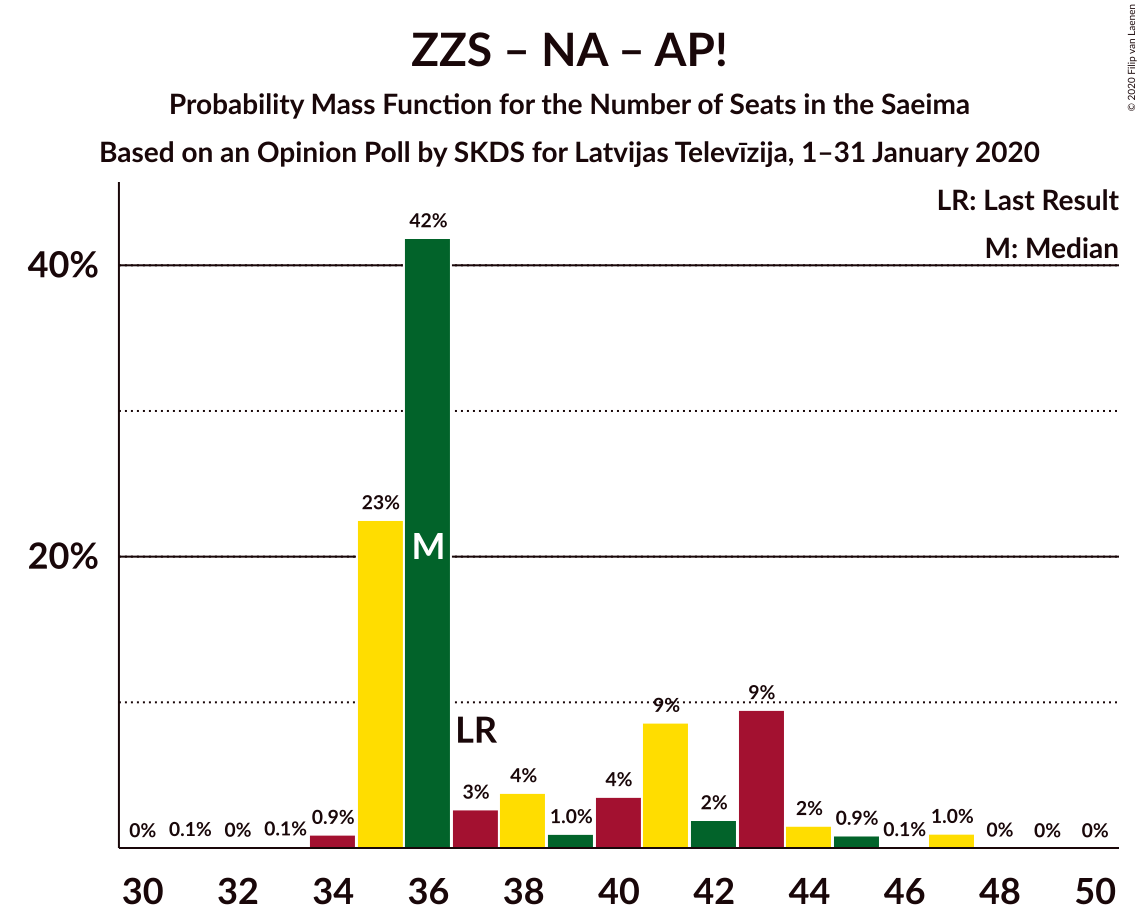 ZZS – NA – AP!
Probability Mass Function for the Number of Seats in the Saeima
Based on an Opinion Poll by SKDS for Latvijas Televīzija, 1–31 January 2020
© 2020 Filip van Laenen
LR: Last Result
M: Median
40%
20%
0%
0.1%
0%
0.1%
0.9%
23%
42%
M
LR
3%
4%
1.0%
4%
9%
2%
9%
2%
0.9%
0.1%
1.0%
0%
0%
0%
30 32 34 36 38 40 42 44 46 48 50